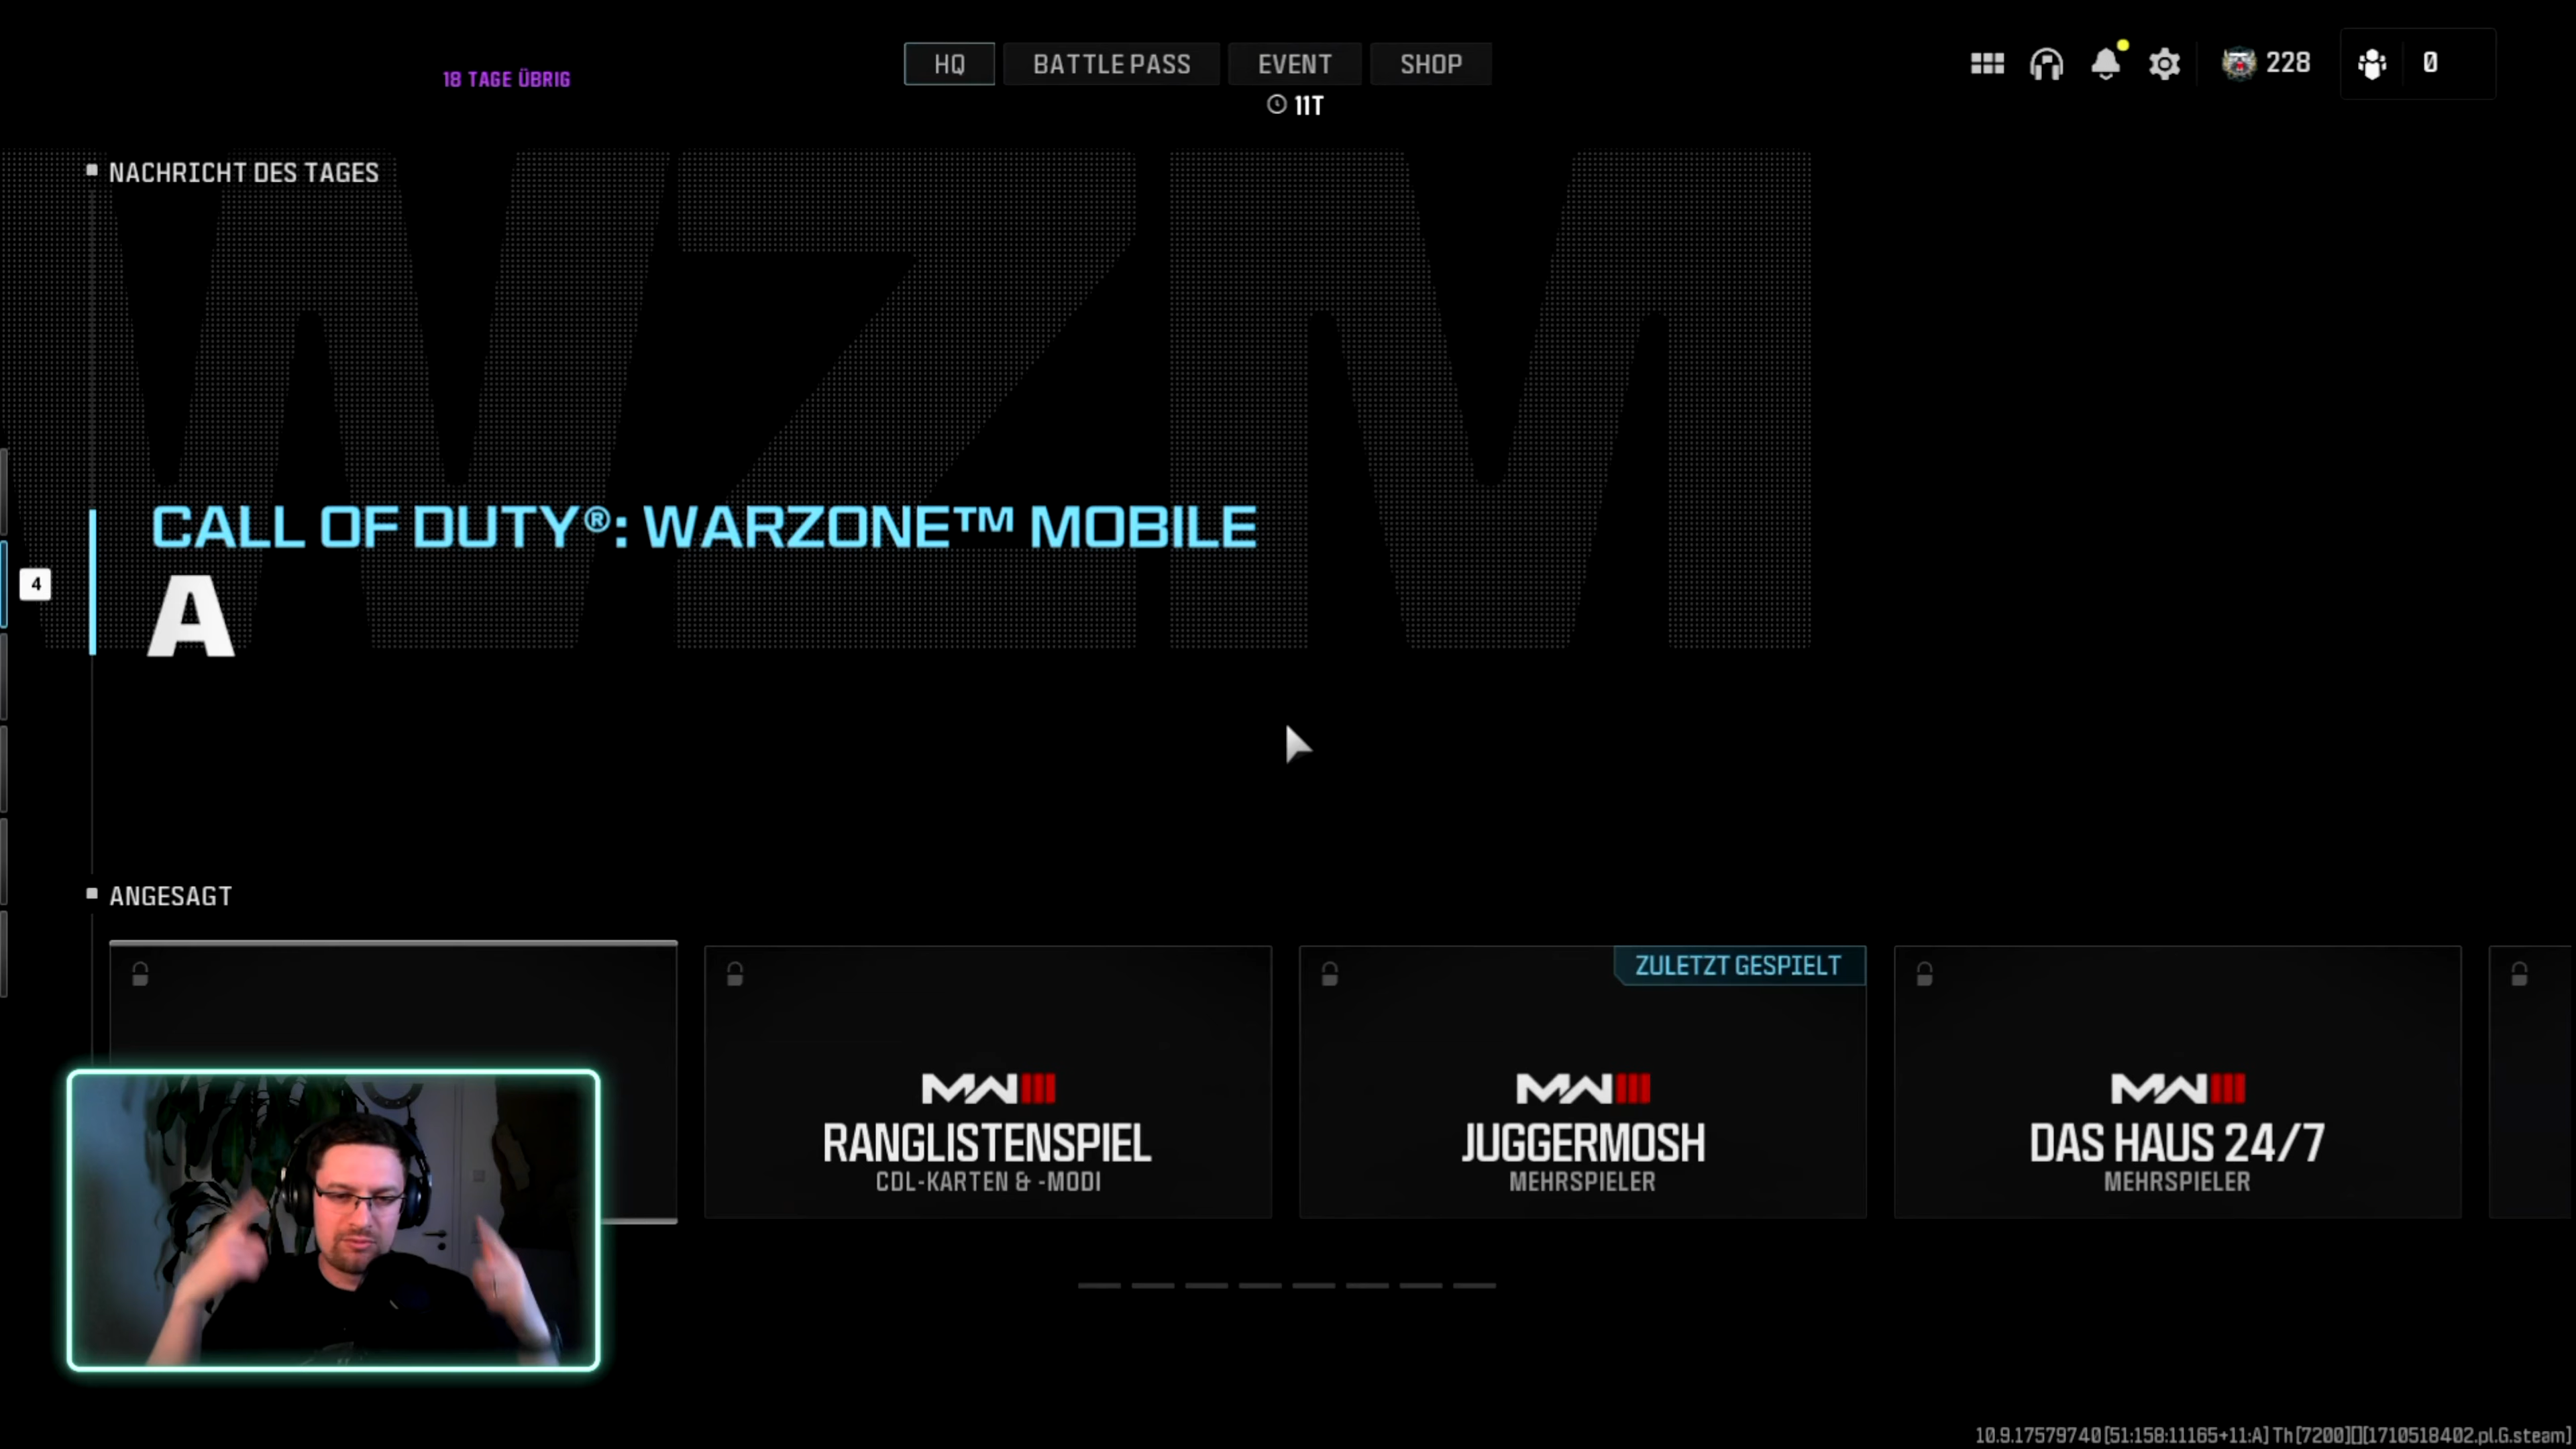 18 TAGE ÜBRIG
HQ
BATTLE PASS
EVENT
SHOP
228
0
11T
WZM
NACHRICHT DES TAGES
CALL OF DUTY®: WARZONE™ MOBILE
4
A
ANGESAGT
ZULETZT GESPIELT
MWIII
RANGLISTENSPIEL
CDL-KARTEN & -MODI
MWIII
JUGGERMOSH
MEHRSPIELER
MWIII
DAS HAUS 24/7
MEHRSPIELER
10.9.17579740[51:158:11165+11:A] Th[7200][][1710518402.pl.G.steam]